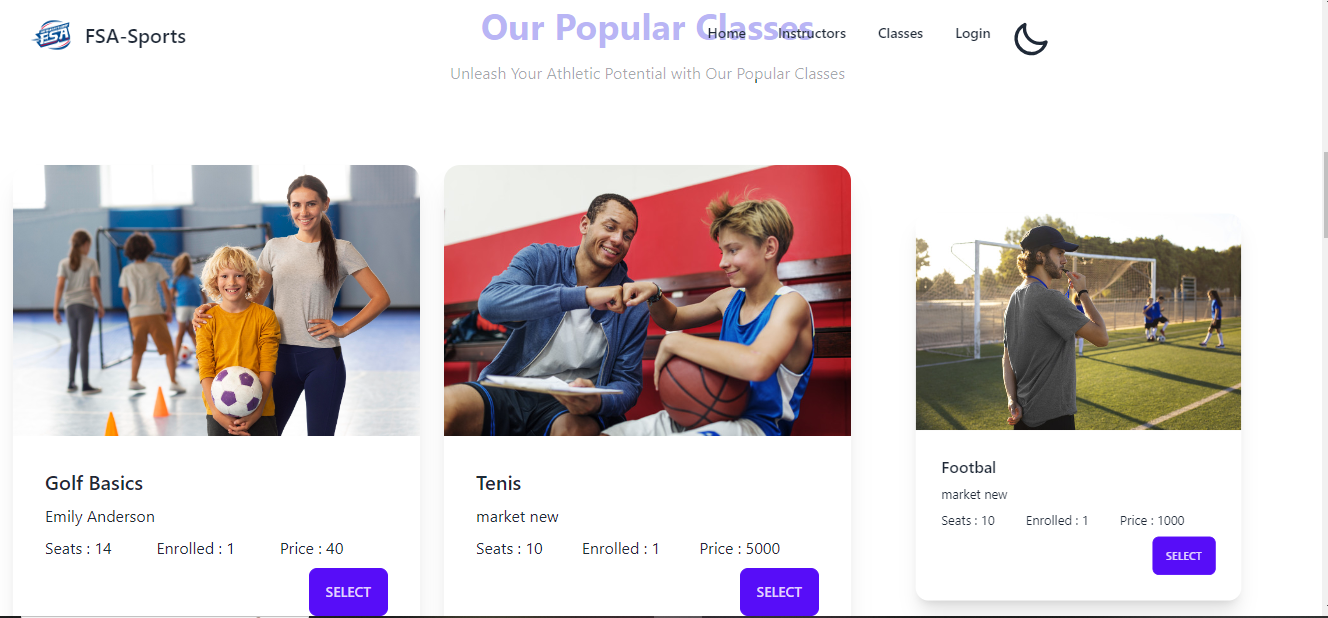 Our Popular Classes
ESA FSA-Sports
Home Instructors Classes Login
Unleash Your Athletic Potential with Our Popular Classes
Golf Basics
Emily Anderson
Seats : 14 Enrolled : 1 Price : 40
SELECT
Tenis
market new
Seats : 10 Enrolled : 1 Price : 5000
SELECT
Footbal
market new
Seats : 10 Enrolled : 1 Price : 1000
SELECT